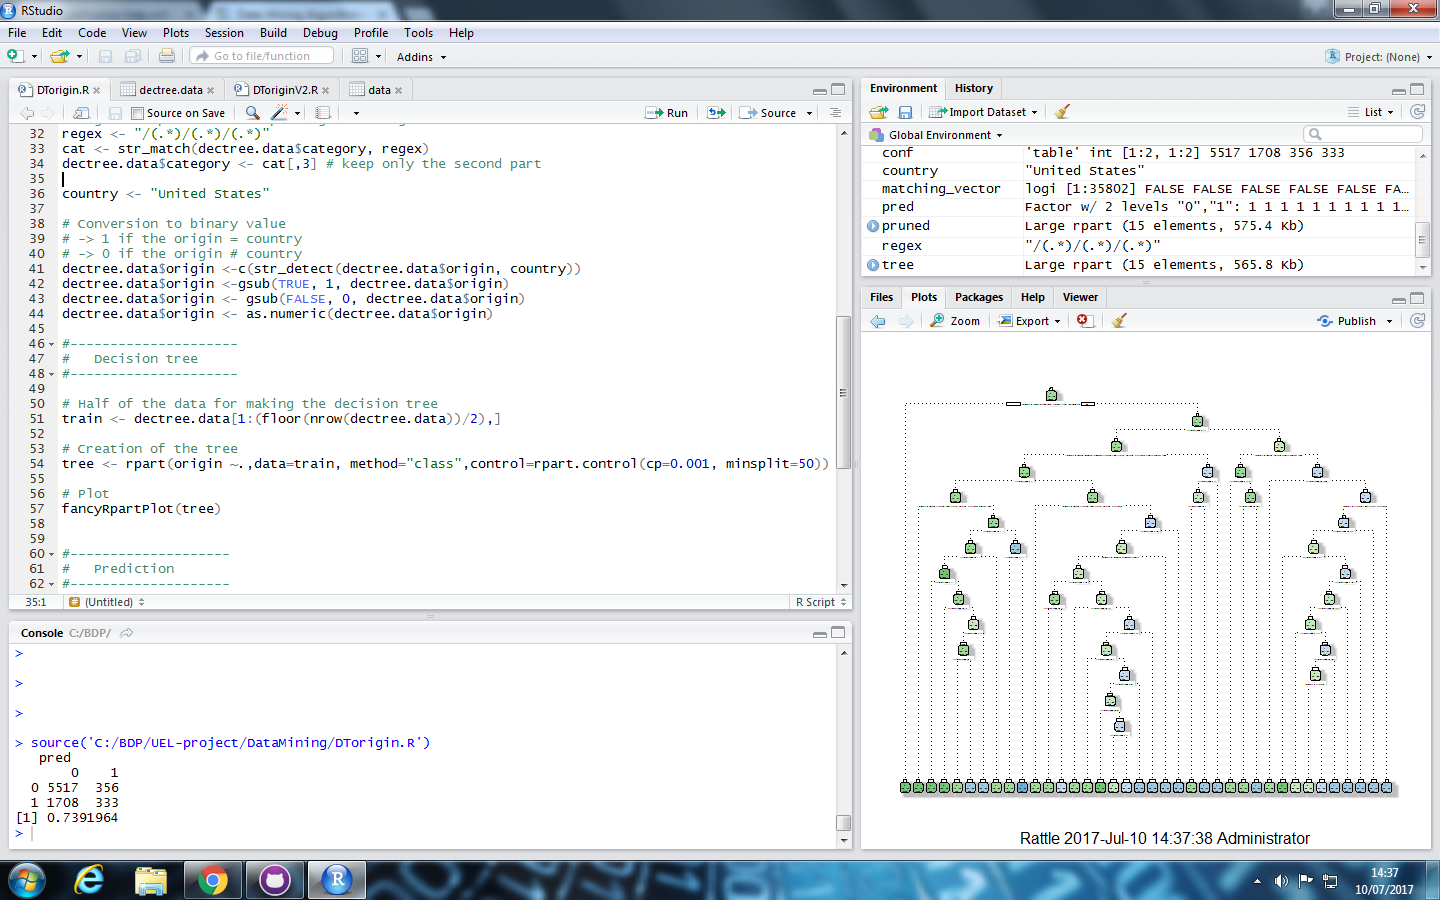 RStudio
File Edit Code View Plots Session Build Debug Profile Tools Help
Go to file/function Addins Project: (None)
DTorigin.R dectree.data DToriginV2.R data
Source on Save Run Source
32 regex <- "/(.*)/(.*)/(.*)"
33 cat <- str_match(dectree.data$category, regex)
34 dectree.data$category <- cat[,3] # keep only the second part
35
36 country <- "United States"
37
38 # Conversion to binary value
39 # -> 1 if the origin = country
40 # -> 0 if the origin # country
41 dectree.data$origin <-c(str_detect(dectree.data$origin, country))
42 dectree.data$origin <-gsub(TRUE, 1, dectree.data$origin)
43 dectree.data$origin <- gsub(FALSE, 0, dectree.data$origin)
44 dectree.data$origin <- as.numeric(dectree.data$origin)
45
46 #---------------------
47 #   Decision tree
48 #---------------------
49
50 # Half of the data for making the decision tree
51 train <- dectree.data[1:(floor(nrow(dectree.data))/2),]
52
53 # Creation of the tree
54 tree <- rpart(origin ~.,data=train, method="class",control=rpart.control(cp=0.001, minsplit=50))
55
56 # Plot
57 fancyRpartPlot(tree)
58
59
60 #--------------------
61 #   Prediction
62 #--------------------
35:1 # (Untitled) R Script
Console C:/BDP/
>
>
>
> source('C:/BDP/UEL-project/DataMining/DTorigin.R')
pred
0 1
0 5517 356
1 1708 333
[1] 0.7391964
>
Environment History
Import Dataset List
Global Environment
conf 'table' int [1:2, 1:2] 5517 1708 356 333
country "United States"
matching_vector logi [1:35802] FALSE FALSE FALSE FALSE FALSE FA...
pred Factor w/ 2 levels "0","1": 1 1 1 1 1 1 1 1 1 1...
pruned Large rpart (15 elements, 575.4 Kb)
regex "/(.*)/(.*)/(.*)"
tree Large rpart (15 elements, 565.8 Kb)
Files Plots Packages Help Viewer
Zoom Export Publish
Rattle 2017-Jul-10 14:37:38 Administrator
14:37
10/07/2017